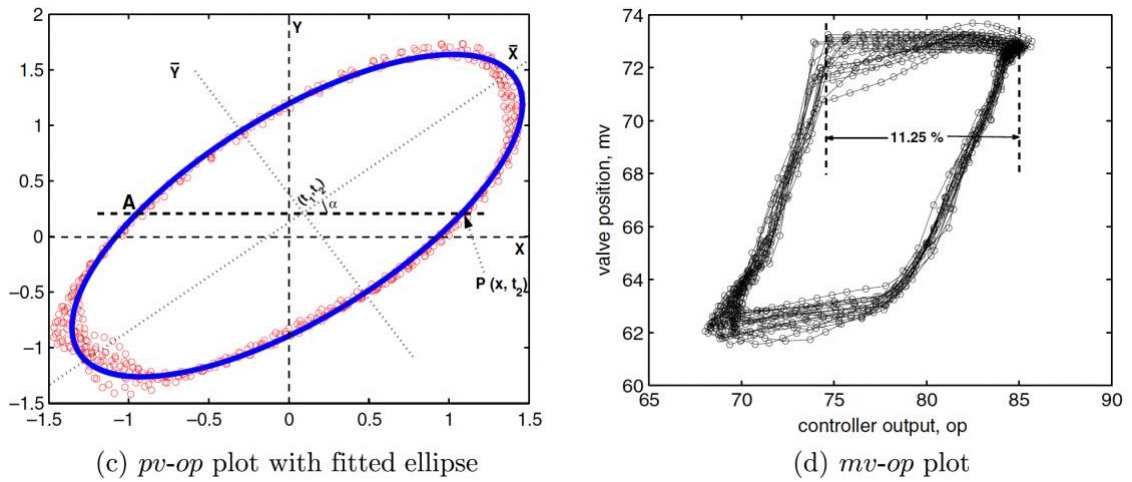 2
1.5
1
0.5
0
−0.5
−1
−1.5
−1.5
−1
−0.5
0
0.5
1
1.5
Y
X̄
Ȳ
A
α
X
P (x, t₂)
(c) pv-op plot with fitted ellipse
74
72
70
68
66
64
62
60
65
70
75
80
85
90
valve position, mv
11.25 %
controller output, op
(d) mv-op plot